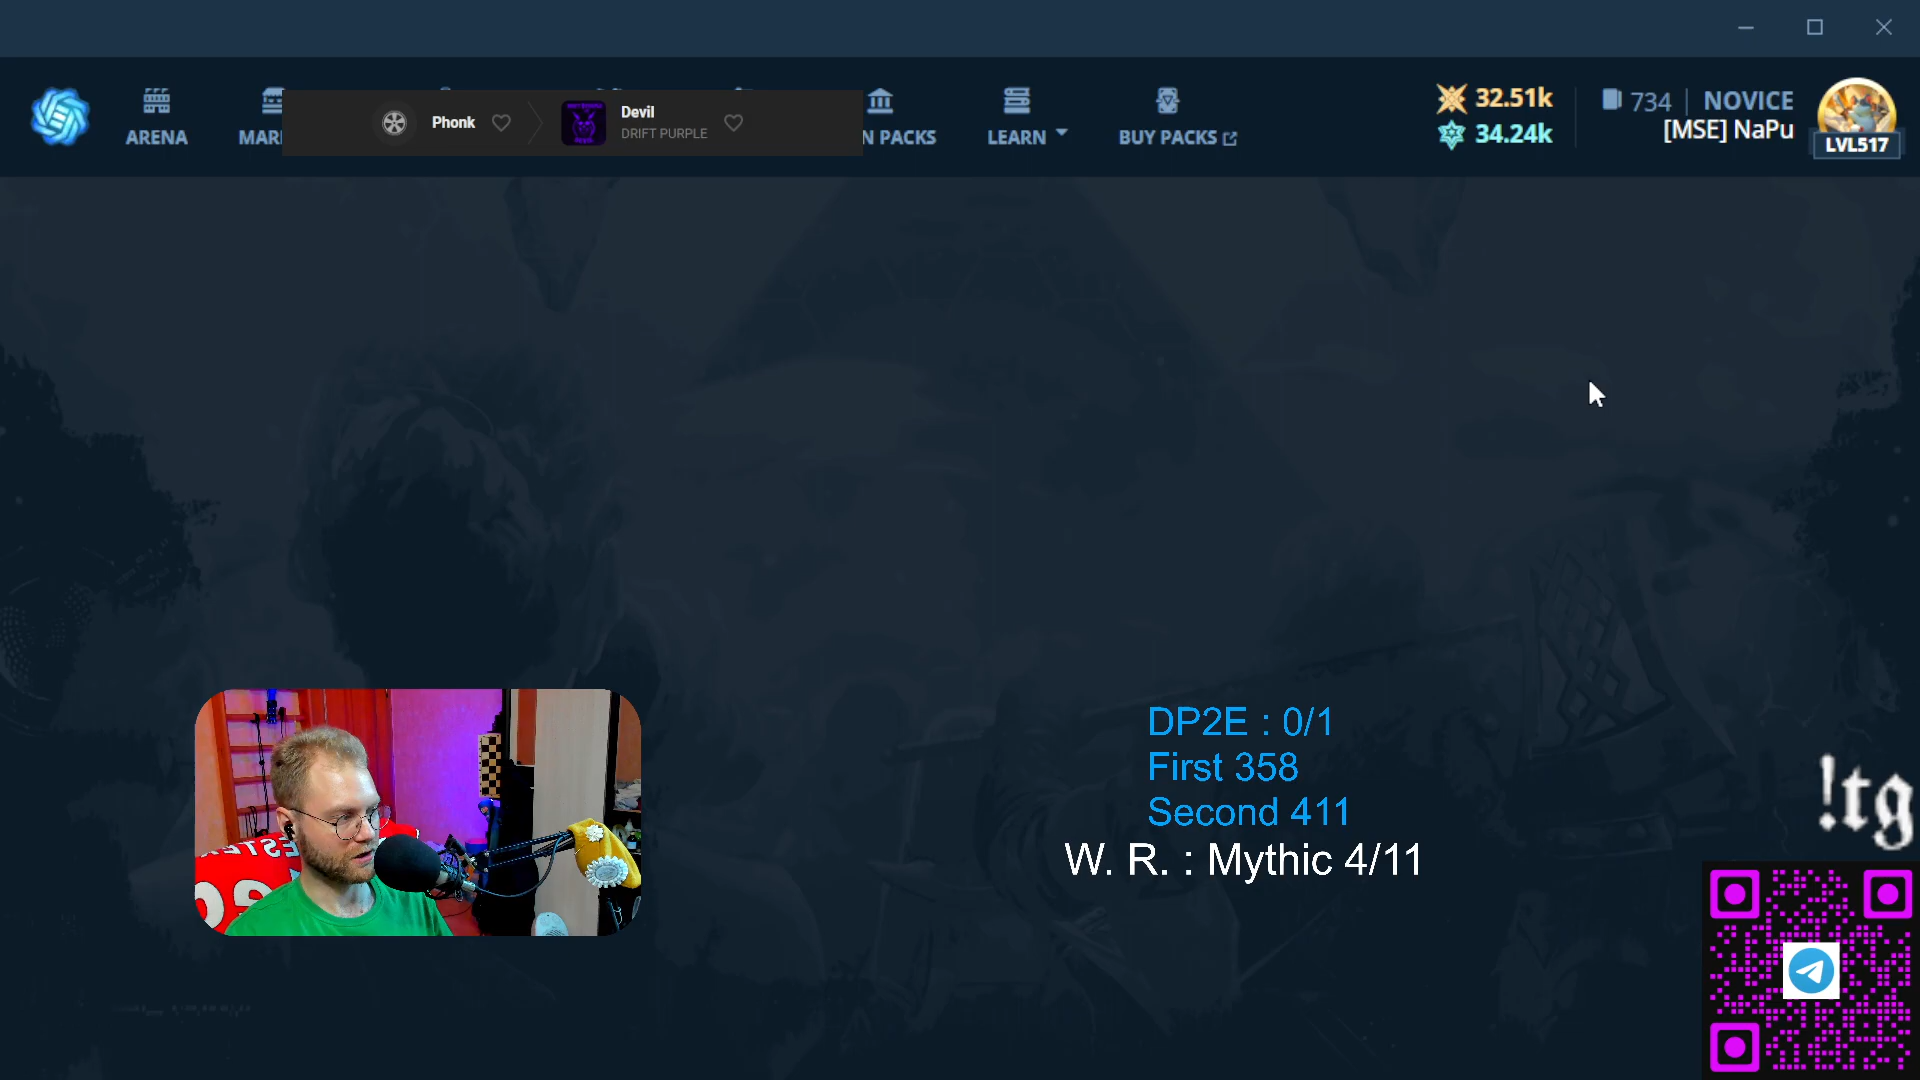 ARENA
MAR
Phonk
Devil
DRIFT PURPLE
N PACKS
LEARN
BUY PACKS
32.51k
34.24k
734 | NOVICE
[MSE] NaPu
LVL517
DP2E : 0/1
First 358
Second 411
W. R. : Mythic 4/11
!tg